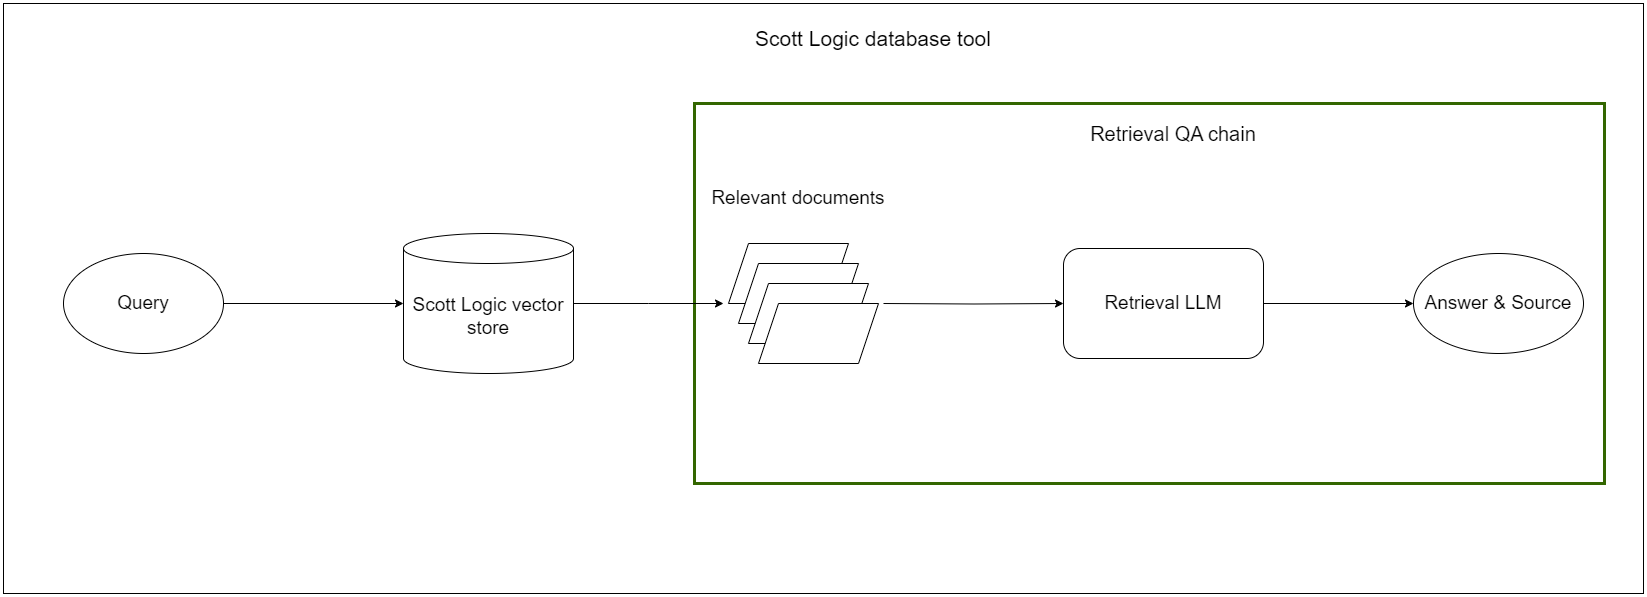 Scott Logic database tool
Retrieval QA chain
Relevant documents
Query
Scott Logic vector
store
Retrieval LLM
Answer & Source